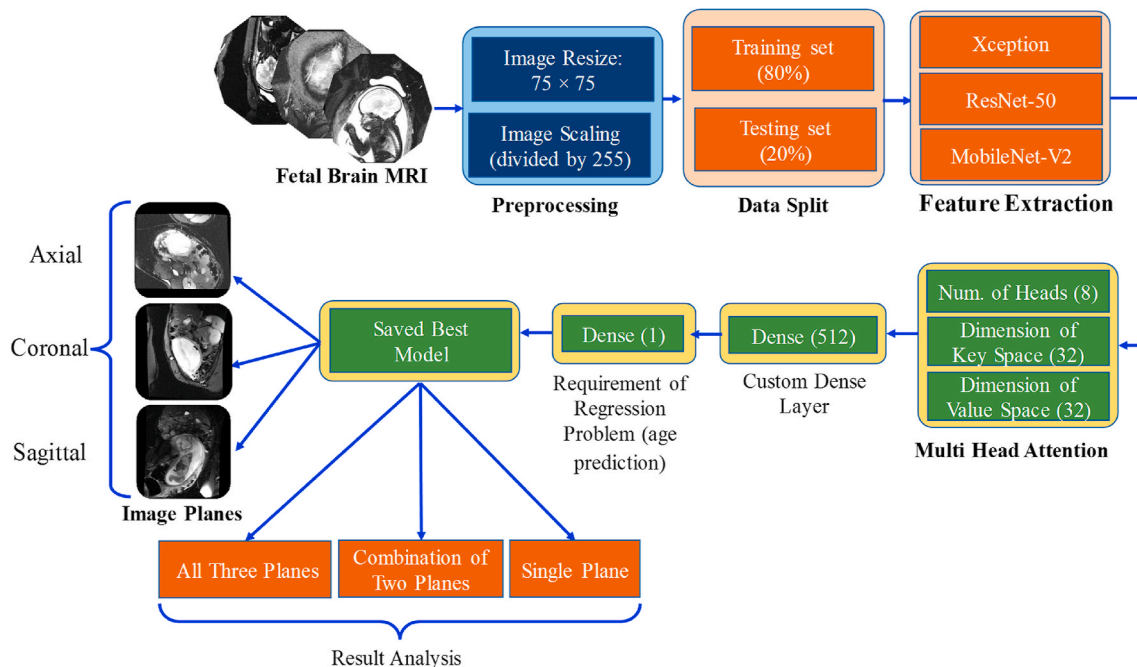 Fetal Brain MRI
Image Resize:
75 × 75
Image Scaling
(divided by 255)
Preprocessing
Training set
(80%)
Testing set
(20%)
Data Split
Xception
ResNet-50
MobileNet-V2
Feature Extraction
Num. of Heads (8)
Dimension of
Key Space (32)
Dimension of
Value Space (32)
Multi Head Attention
Dense (512)
Custom Dense
Layer
Dense (1)
Requirement of
Regression
Problem (age
prediction)
Saved Best
Model
Axial
Coronal
Sagittal
Image Planes
All Three Planes
Combination of
Two Planes
Single Plane
Result Analysis